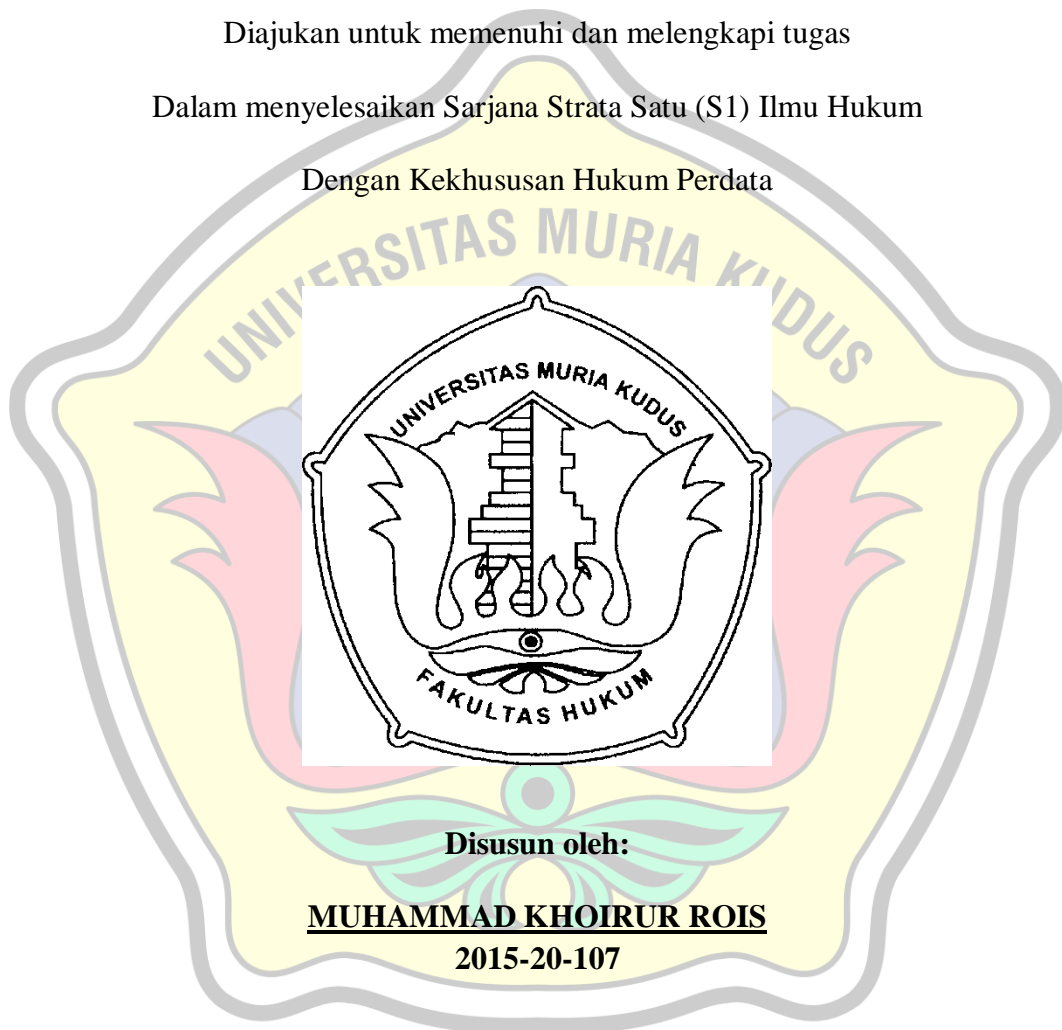 Diajukan untuk memenuhi dan melengkapi tugas
Dalam menyelesaikan Sarjana Strata Satu (S1) Ilmu Hukum
Dengan Kekhususan Hukum Perdata
UNIVERSITAS MURIA KUDUS
UNIVERSITAS MURIA KUDUS
FAKULTAS HUKUM
Disusun oleh:
MUHAMMAD KHOIRUR ROIS
2015-20-107